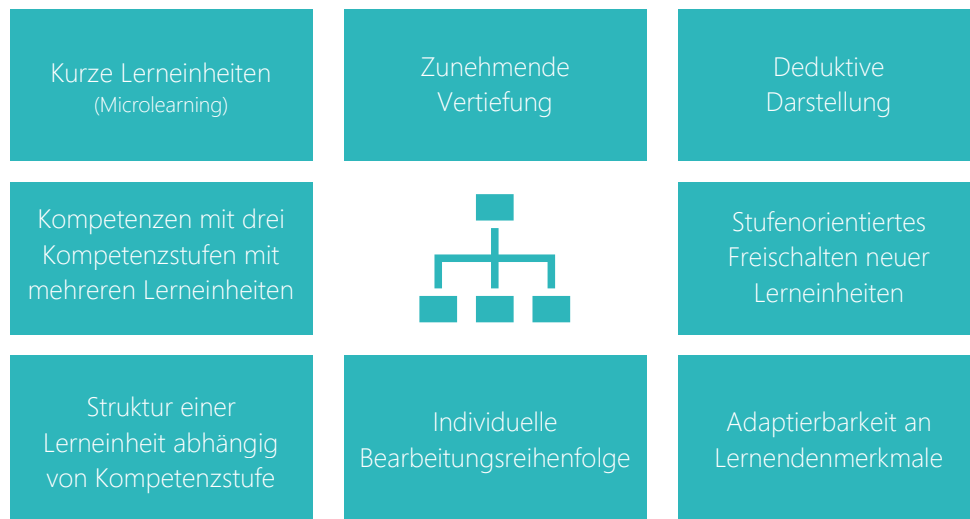 Kurze Lerneinheiten
(Microlearning)
Zunehmende
Vertiefung
Deduktive
Darstellung
Kompetenzen mit drei
Kompetenzstufen mit
mehreren Lerneinheiten
Stufenorientiertes
Freischalten neuer
Lerneinheiten
Struktur einer
Lerneinheit abhängig
von Kompetenzstufe
Individuelle
Bearbeitungsreihenfolge
Adaptierbarkeit an
Lernendenmerkmale